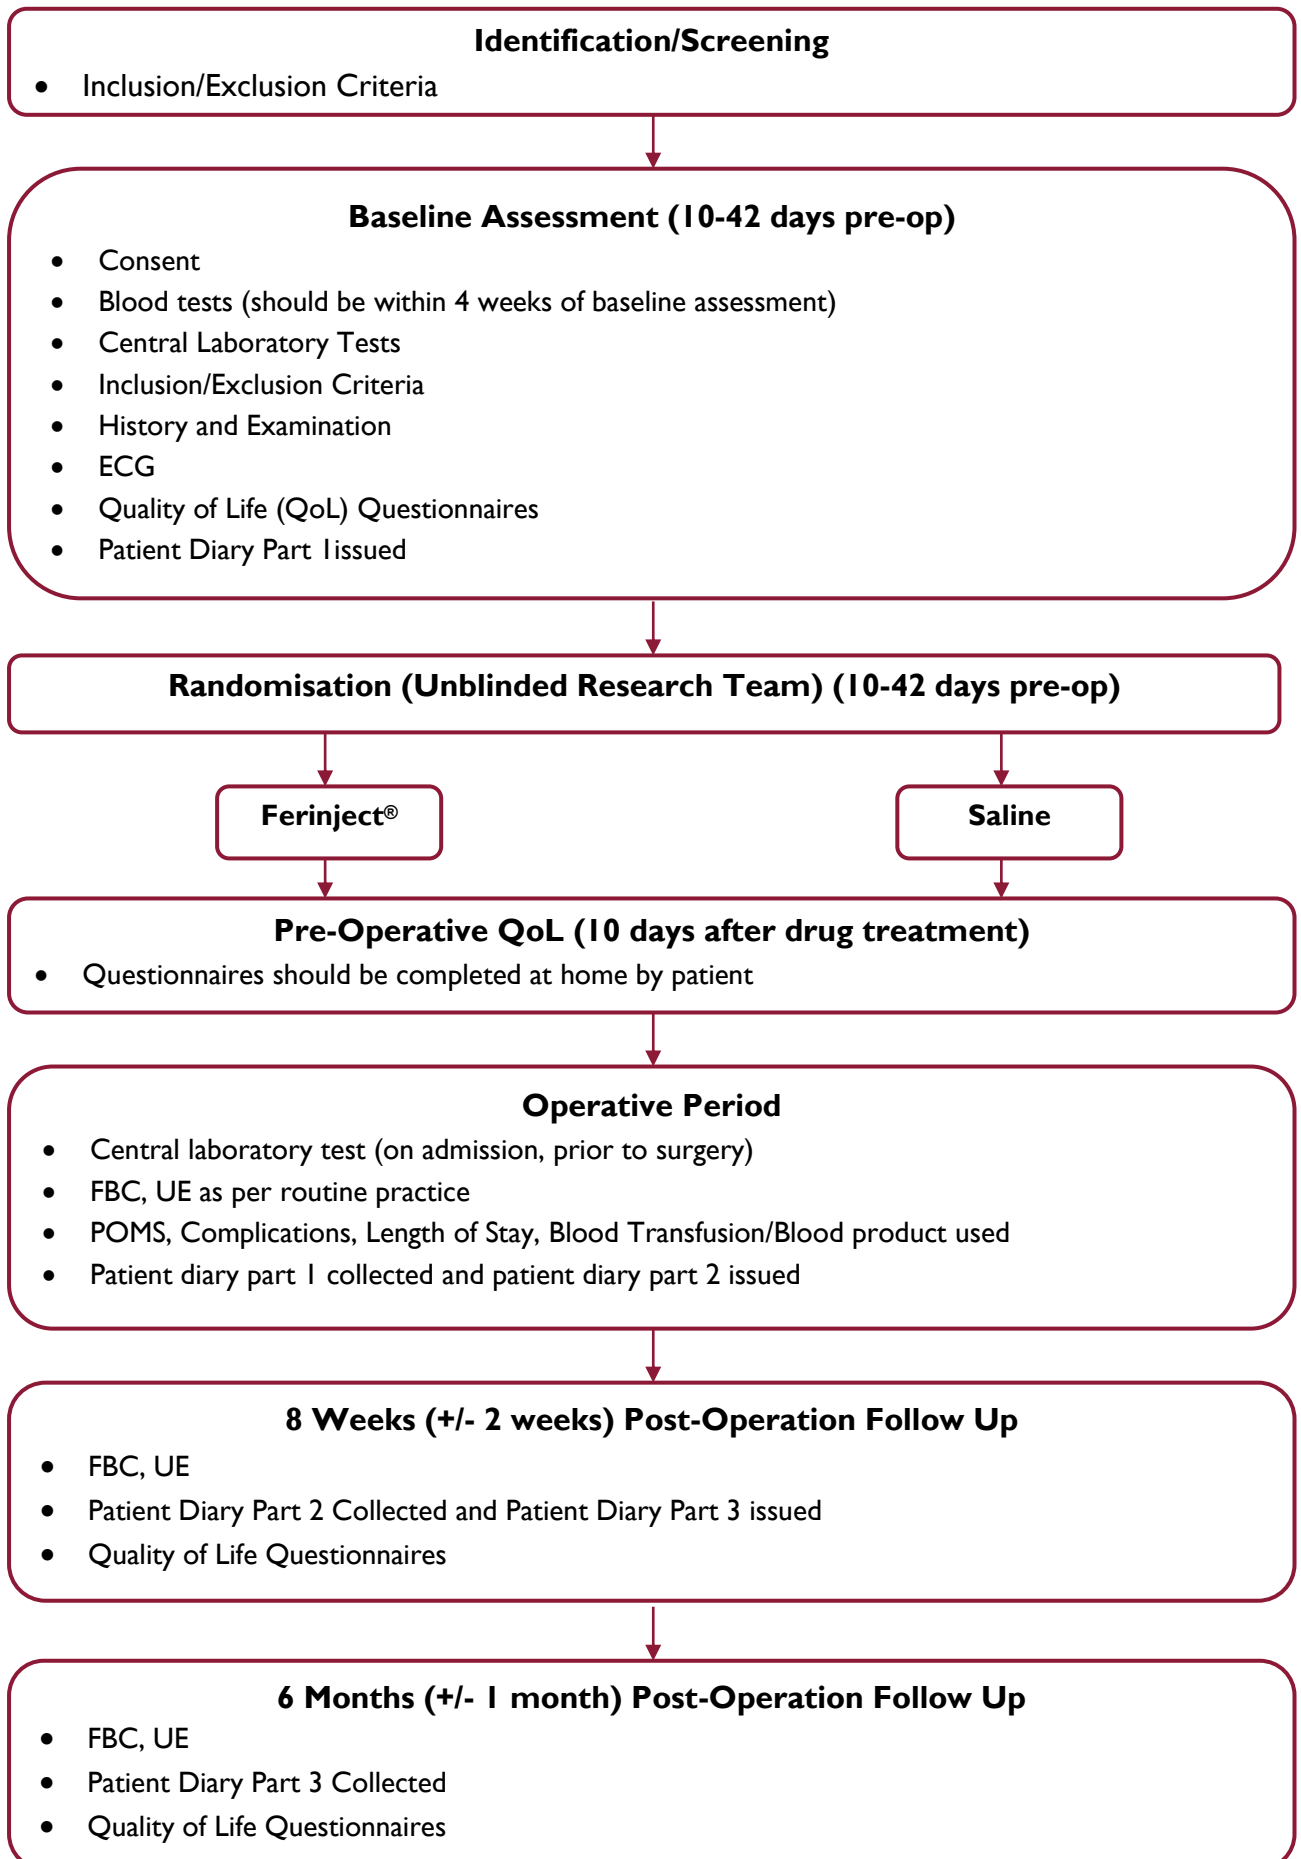 Identification/Screening
• Inclusion/Exclusion Criteria
Baseline Assessment (10-42 days pre-op)
• Consent
• Blood tests (should be within 4 weeks of baseline assessment)
• Central Laboratory Tests
• Inclusion/Exclusion Criteria
• History and Examination
• ECG
• Quality of Life (QoL) Questionnaires
• Patient Diary Part 1issued
Randomisation (Unblinded Research Team) (10-42 days pre-op)
Ferinject®
Saline
Pre-Operative QoL (10 days after drug treatment)
• Questionnaires should be completed at home by patient
Operative Period
• Central laboratory test (on admission, prior to surgery)
• FBC, UE as per routine practice
• POMS, Complications, Length of Stay, Blood Transfusion/Blood product used
• Patient diary part 1 collected and patient diary part 2 issued
8 Weeks (+/- 2 weeks) Post-Operation Follow Up
• FBC, UE
• Patient Diary Part 2 Collected and Patient Diary Part 3 issued
• Quality of Life Questionnaires
6 Months (+/- 1 month) Post-Operation Follow Up
• FBC, UE
• Patient Diary Part 3 Collected
• Quality of Life Questionnaires